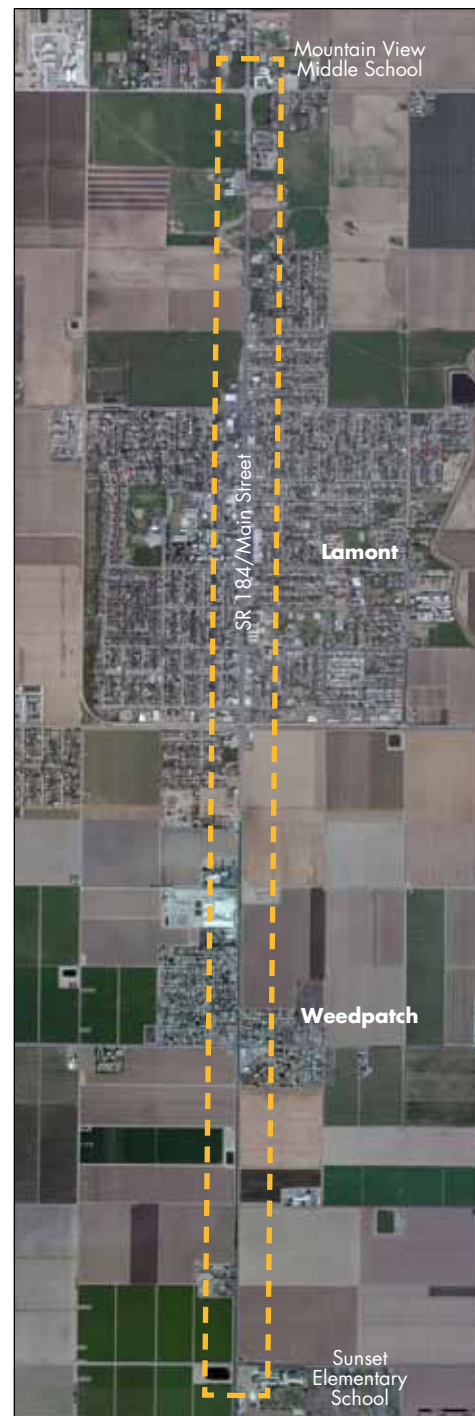 Mountain View
Middle School
SR 184/Main Street
Lamont
Weedpatch
Sunset
Elementary
School